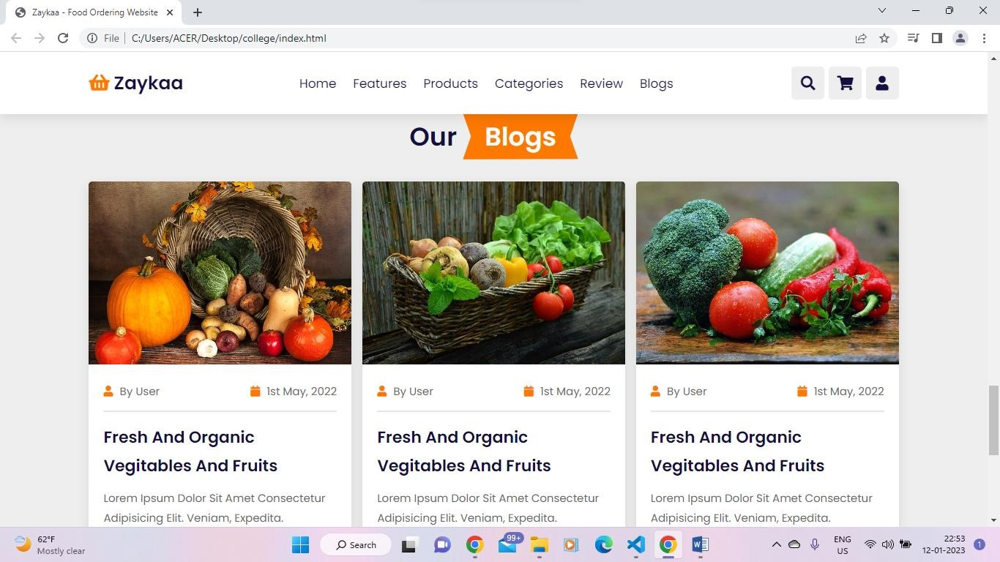 Zaykaa - Food Ordering Website
File
C:/Users/ACER/Desktop/college/index.html
Zaykaa
Home Features Products Categories Review Blogs
Our Blogs
By User 1st May, 2022
Fresh And Organic
Vegitables And Fruits
Lorem Ipsum Dolor Sit Amet Consectetur
Adipisicing Elit. Veniam, Expedita.
By User 1st May, 2022
Fresh And Organic
Vegitables And Fruits
Lorem Ipsum Dolor Sit Amet Consectetur
Adipisicing Elit. Veniam, Expedita.
By User 1st May, 2022
Fresh And Organic
Vegitables And Fruits
Lorem Ipsum Dolor Sit Amet Consectetur
Adipisicing Elit. Veniam, Expedita.
62°F
Mostly clear
Search
99+
ENG
US
22:53
12-01-2023
1